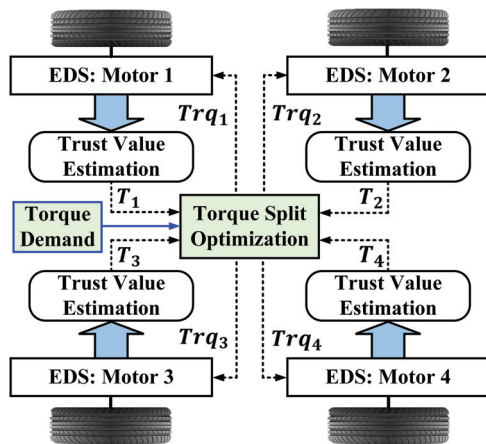 EDS: Motor 1
EDS: Motor 2
Trq₁
Trq₂
Trust Value
Estimation
Trust Value
Estimation
T₁
T₂
Torque
Demand
Torque Split
Optimization
T₃
T₄
Trust Value
Estimation
Trust Value
Estimation
Trq₃
Trq₄
EDS: Motor 3
EDS: Motor 4